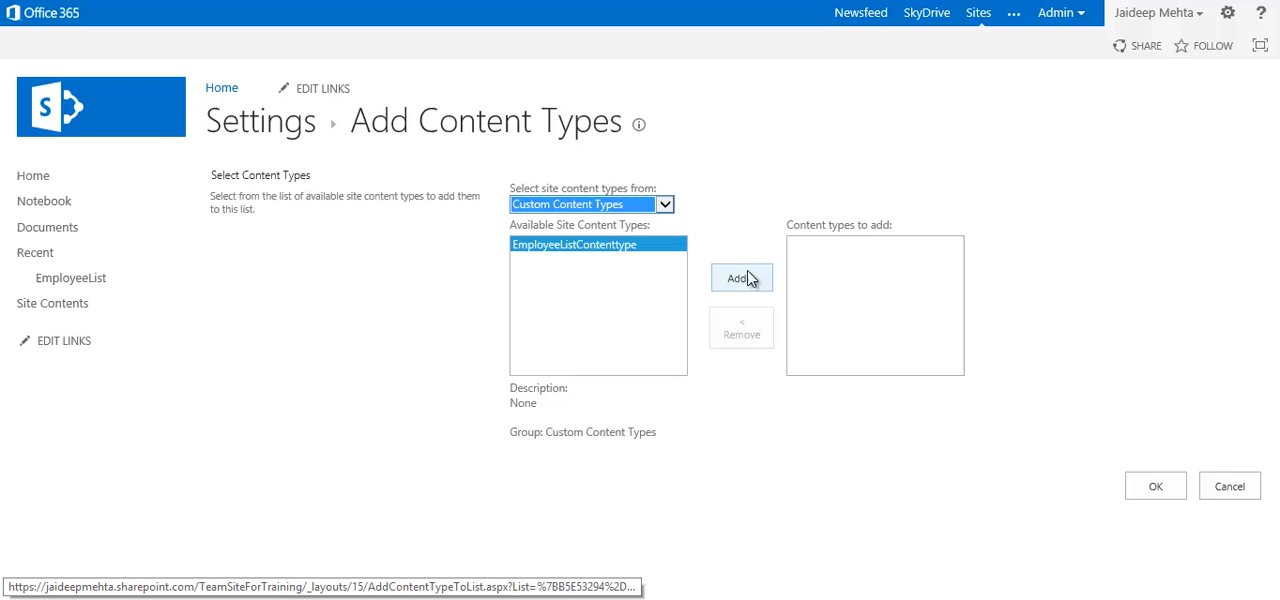 Office 365
Newsfeed SkyDrive Sites ... Admin Jaideep Mehta ?
SHARE FOLLOW
S
Home EDIT LINKS
Settings Add Content Types
Home
Notebook
Documents
Recent
EmployeeList
Site Contents
EDIT LINKS
Select Content Types
Select from the list of available site content types to add them
to this list.
Select site content types from:
Custom Content Types
Available Site Content Types:
EmployeeListContenttype
Add
<
Remove
Content types to add:
Description:
None
Group: Custom Content Types
OK Cancel
https://jaideepmehta.sharepoint.com/TeamSiteForTraining/_layouts/15/AddContentTypeToList.aspx?List=%7BB5E53294%2D...